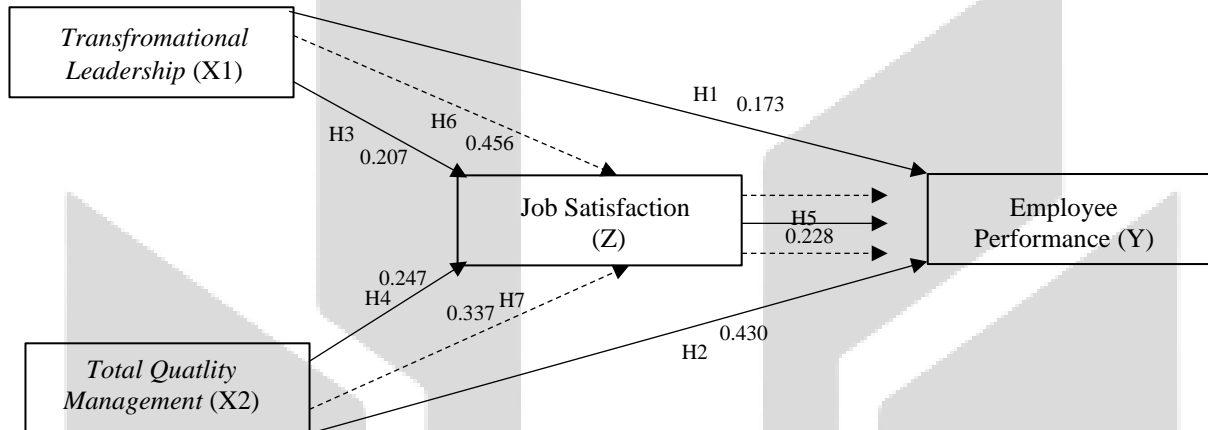 Transfromational
Leadership (X1)
H1 0.173
H6 0.456
H3 0.207
Job Satisfaction
(Z)
H5
0.228
Employee
Performance (Y)
0.247
H4
0.337 H7
0.430
H2
Total Quatlity
Management (X2)